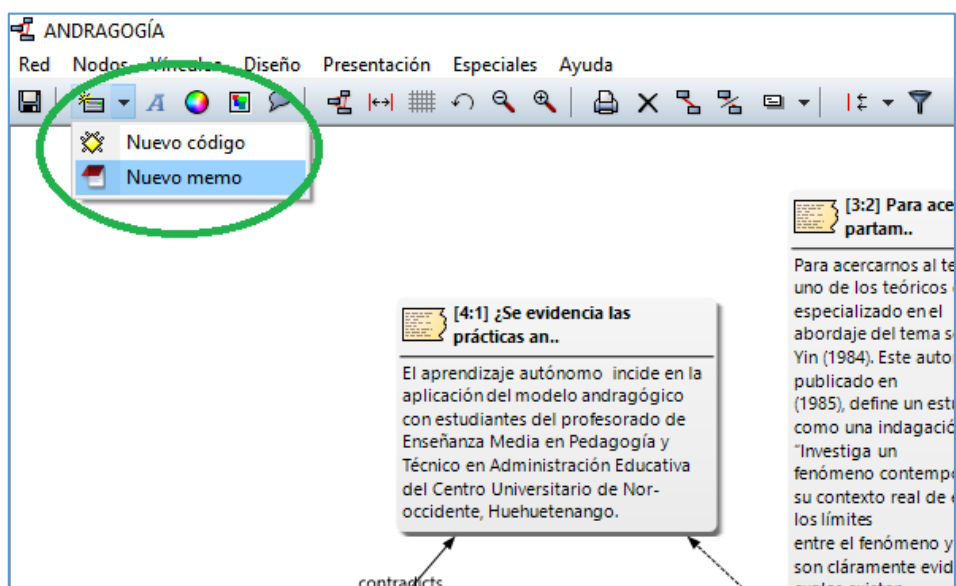 ANDRAGOGÍA
Red Nodos Vínculos Diseño Presentación Especiales Ayuda
Nuevo código
Nuevo memo
[4:1] ¿Se evidencia las
prácticas an..
El aprendizaje autónomo incide en la
aplicación del modelo andragógico
con estudiantes del profesorado de
Enseñanza Media en Pedagogía y
Técnico en Administración Educativa
del Centro Universitario de Nor-
occidente, Huehuetenango.
contradicts
[3:2] Para ace
partam..
Para acercarnos al te
uno de los teóricos
especializado en el
abordaje del tema s
Yin (1984). Este auto
publicado en
(1985), define un est
como una indagació
"Investiga un
fenómeno contemp
su contexto real de
los límites
entre el fenómeno y
son cláramente evid